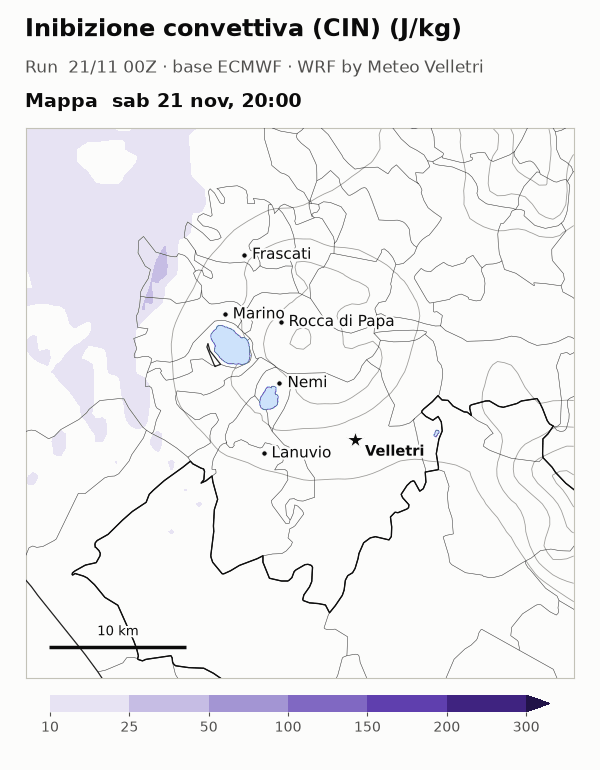 Inibizione convettiva (CIN) (J/kg)
Run  21/11 00Z · base ECMWF · WRF by Meteo Velletri
Mappa  sab 21 nov, 20:00
Frascati
Marino
Rocca di Papa
Nemi
Velletri
Lanuvio
10 km
10 25 50 100 150 200 300